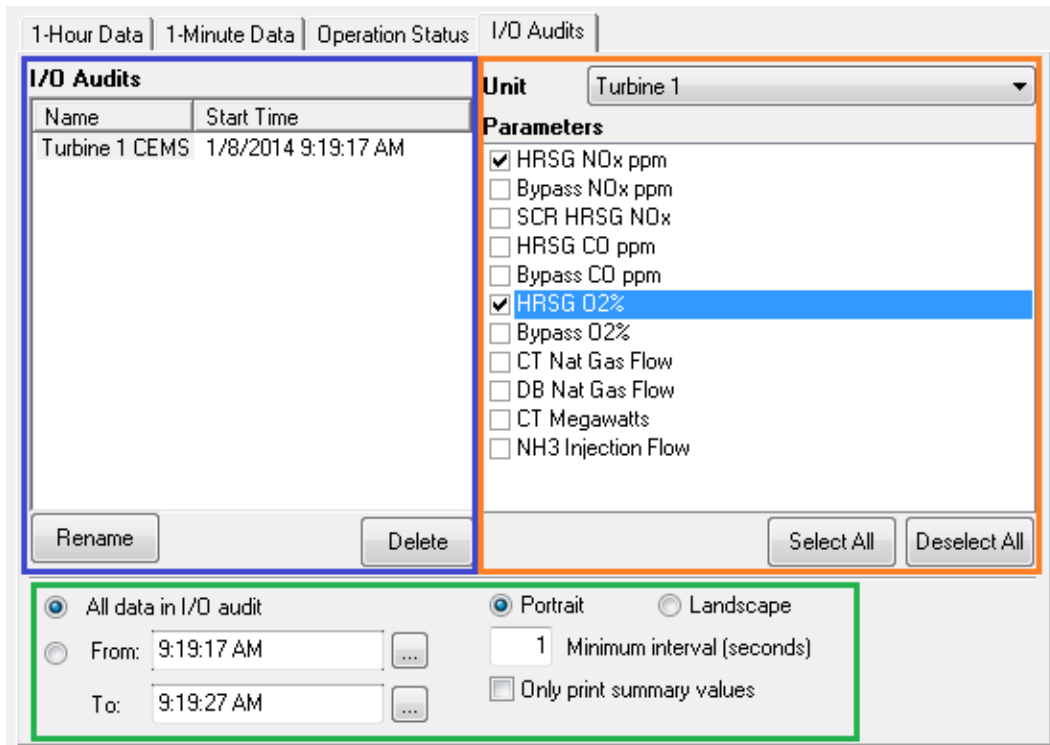 1-Hour Data 1-Minute Data Operation Status I/O Audits
I/O Audits
Name Start Time
Turbine 1 CEMS 1/8/2014 9:19:17 AM
Rename Delete
Unit Turbine 1
Parameters
HRSG NOx ppm
Bypass NOx ppm
SCR HRSG NOx
HRSG CO ppm
Bypass CO ppm
HRSG O2%
Bypass O2%
CT Nat Gas Flow
DB Nat Gas Flow
CT Megawatts
NH3 Injection Flow
Select All Deselect All
All data in I/O audit
From: 9:19:17 AM ...
To: 9:19:27 AM ...
Portrait Landscape
1 Minimum interval (seconds)
Only print summary values